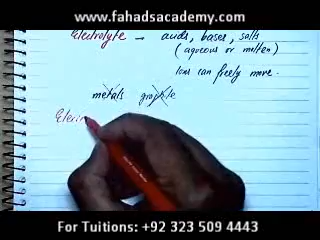 www.fahadsacademy.com
Electrolyte → acids, bases, salts
(aqueous or molten)
ions can freely move.
metals graphite
Elec
For Tuitions: +92 323 509 4443